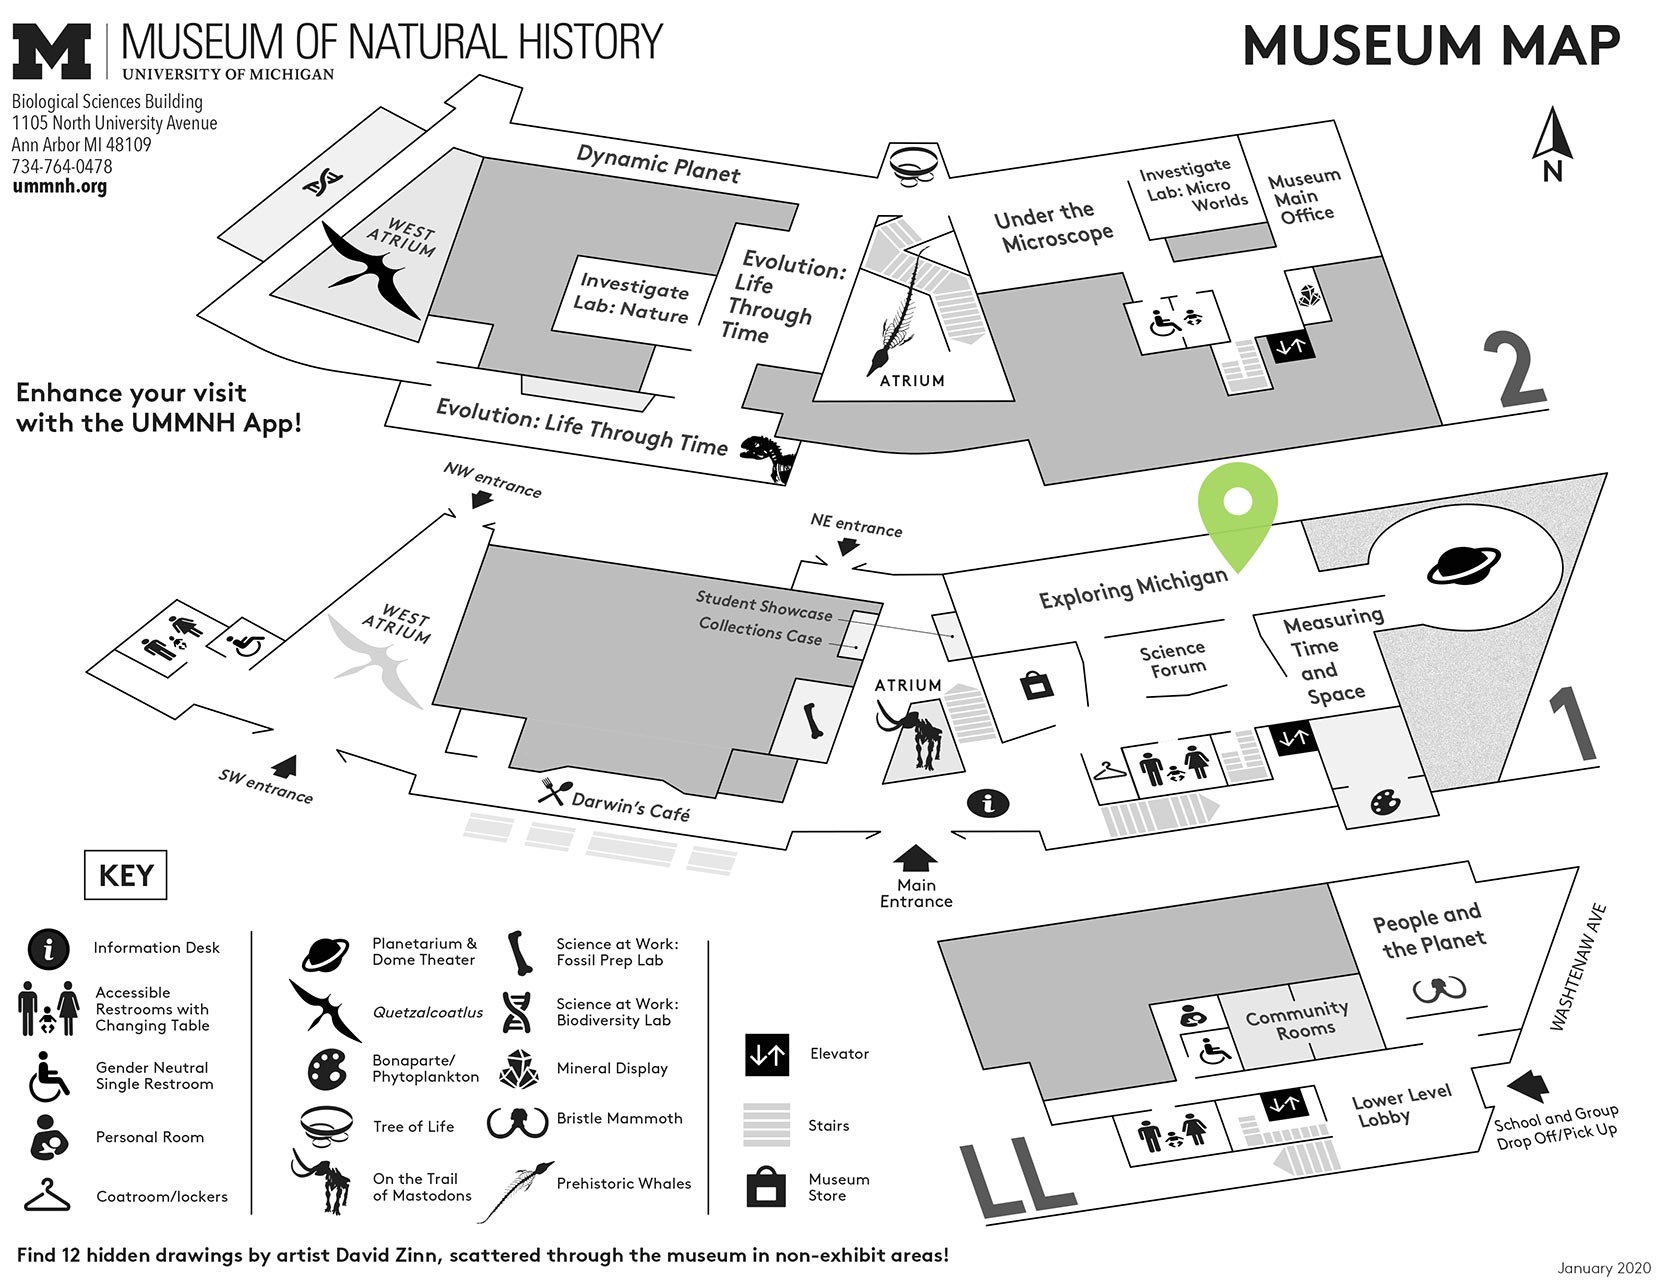 M
MUSEUM OF NATURAL HISTORY
UNIVERSITY OF MICHIGAN
Biological Sciences Building
1105 North University Avenue
Ann Arbor MI 48109
734-764-0478
ummnh.org
MUSEUM MAP
N
Enhance your visit
with the UMMNH App!
Dynamic Planet
WEST
ATRIUM
Investigate
Lab: Nature
Evolution:
Life
Through
Time
Evolution: Life Through Time
ATRIUM
Under the
Microscope
Investigate
Lab: Micro
Worlds
Museum
Main
Office
2
NW entrance
NE entrance
WEST
ATRIUM
Student Showcase
Collections Case
Exploring Michigan
Science
Forum
Measuring
Time
and
Space
ATRIUM
SW entrance
Darwin's Café
i
Main
Entrance
1
People and
the Planet
Community
Rooms
Lower Level
Lobby
WASHTENAW AVE
School and Group
Drop Off/Pick Up
LL
KEY
i
Information Desk
Accessible
Restrooms with
Changing Table
Gender Neutral
Single Restroom
Personal Room
Coatroom/lockers
Planetarium &
Dome Theater
Quetzalcoatlus
Bonaparte/
Phytoplankton
Tree of Life
On the Trail
of Mastodons
Science at Work:
Fossil Prep Lab
Science at Work:
Biodiversity Lab
Mineral Display
Bristle Mammoth
Prehistoric Whales
Elevator
Stairs
Museum
Store
Find 12 hidden drawings by artist David Zinn, scattered through the museum in non-exhibit areas!
January 2020